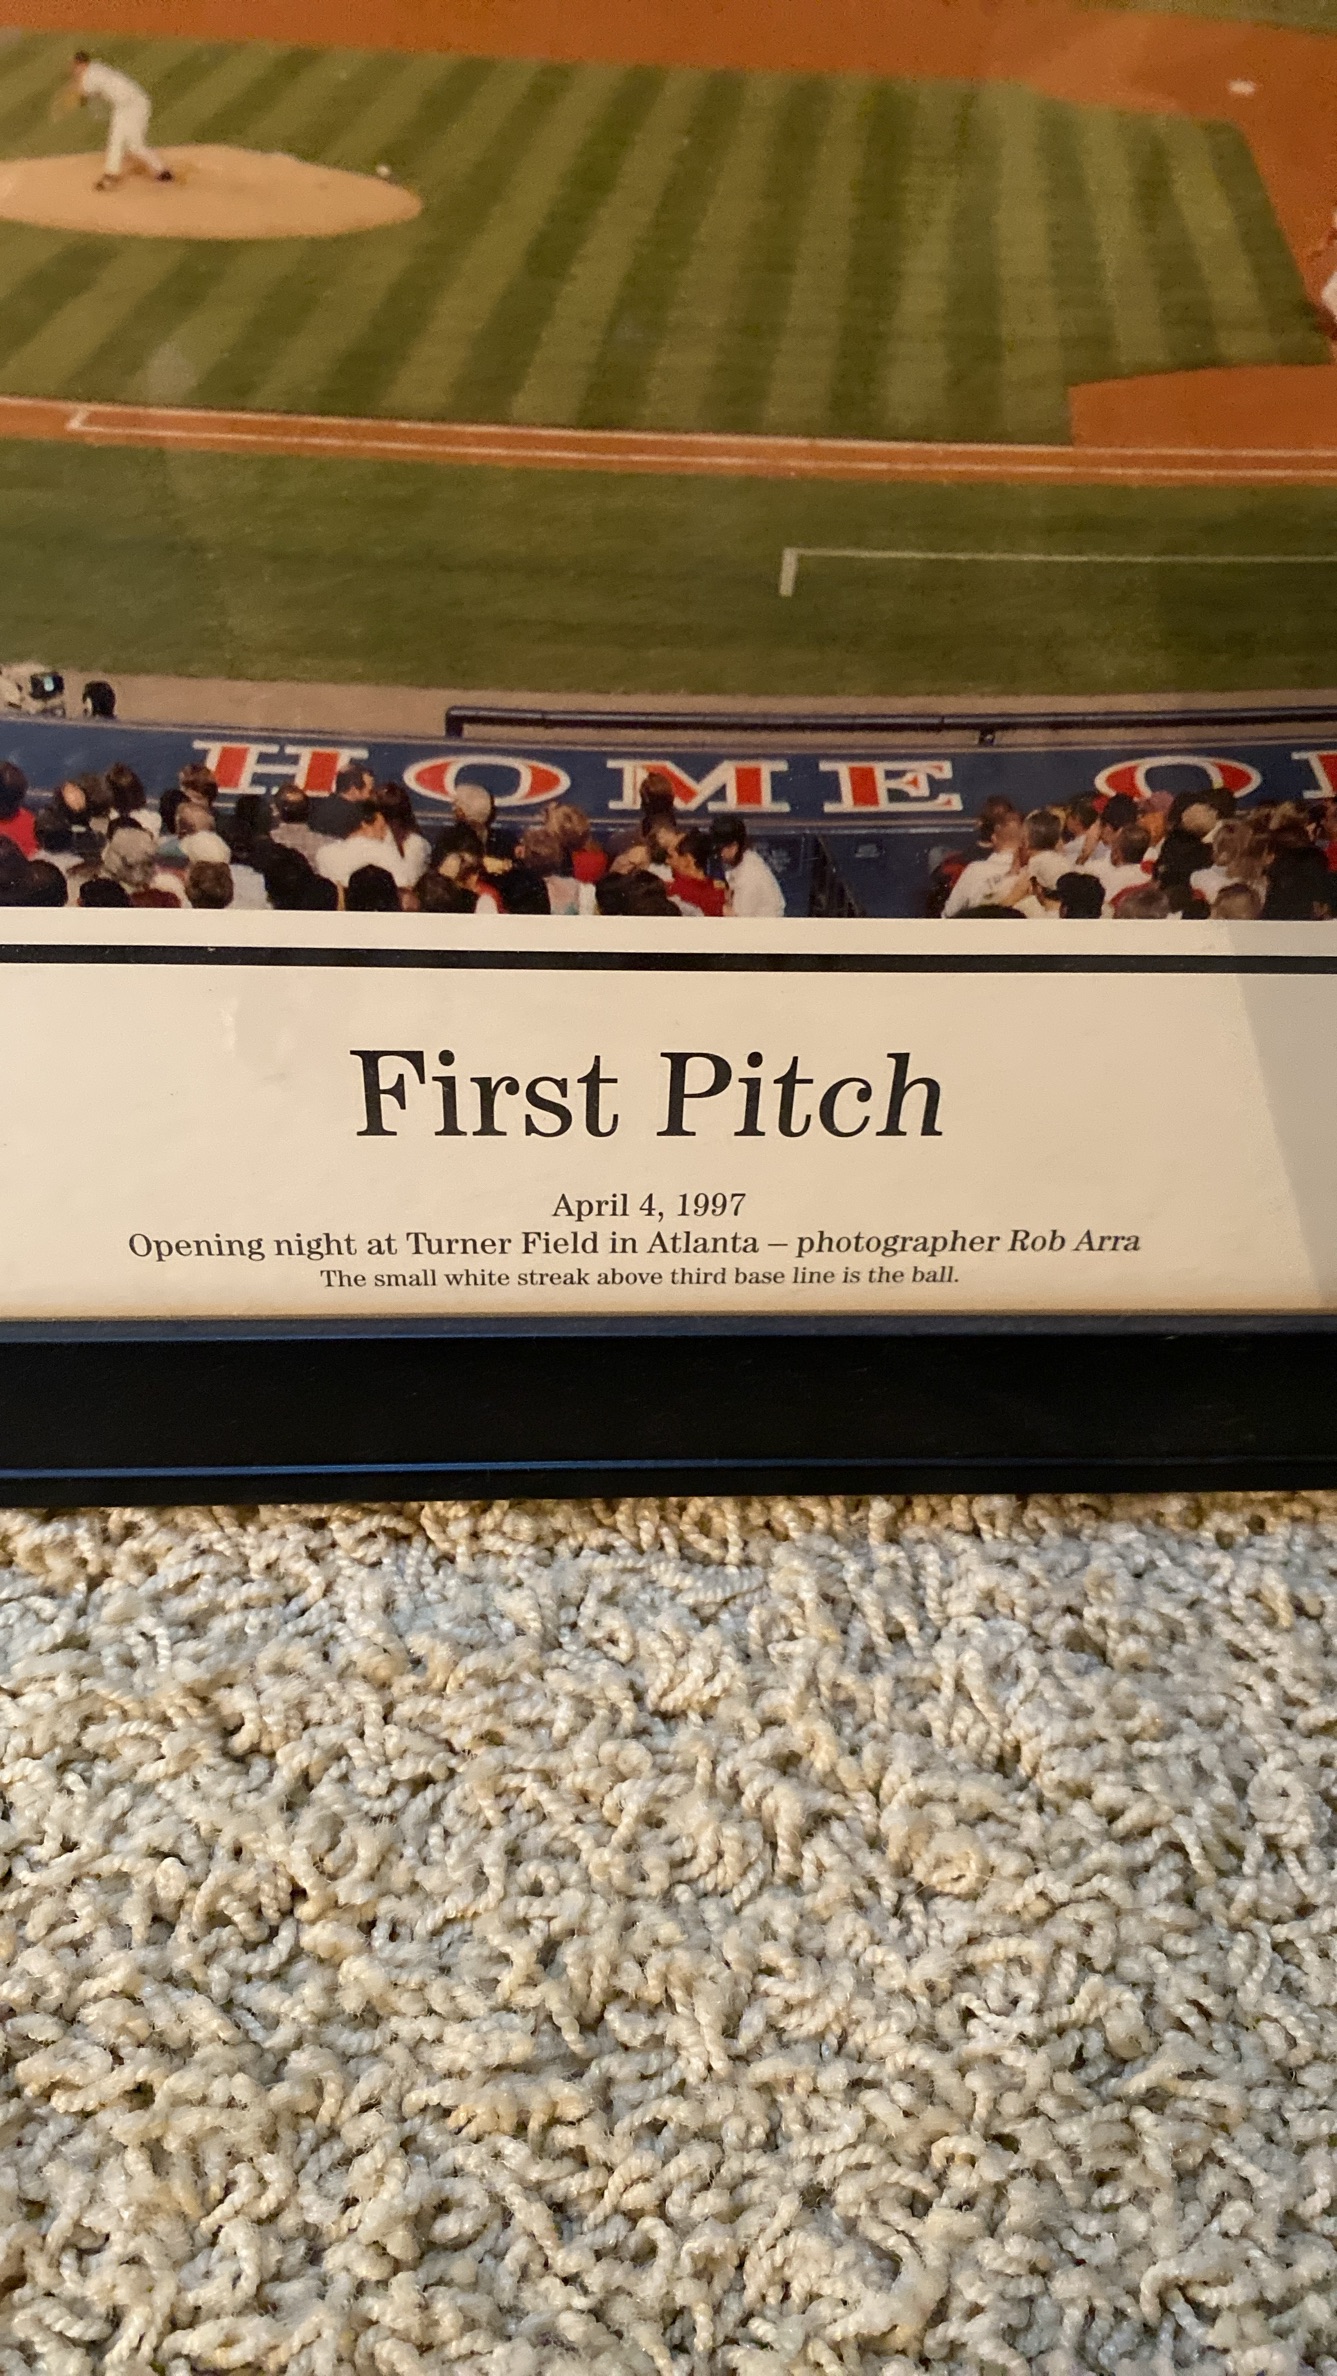 HOME O
First Pitch
April 4, 1997
Opening night at Turner Field in Atlanta – photographer Rob Arra
The small white streak above third base line is the ball.